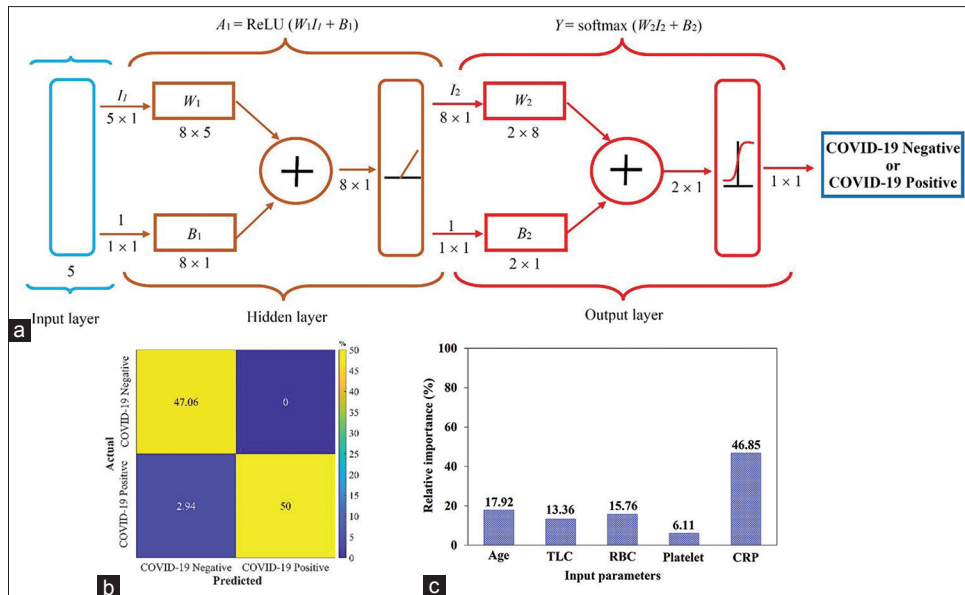 A₁ = ReLU (W₁I₁ + B₁)
Y = softmax (W₂I₂ + B₂)
I₁
5 × 1
W₁
8 × 5
8 × 1
I₂
8 × 1
W₂
2 × 8
2 × 1
1 × 1
COVID-19 Negative
or
COVID-19 Positive
1
1 × 1
B₁
8 × 1
1
1 × 1
B₂
2 × 1
5
Input layer
Hidden layer
Output layer
a
%
50
45
40
35
30
25
20
15
10
5
0
Actual
COVID-19 Negative
COVID-19 Positive
47.06
0
2.94
50
COVID-19 Negative
COVID-19 Positive
Predicted
b
Relative importance (%)
100
80
60
40
20
0
17.92
13.36
15.76
6.11
46.85
Age
TLC
RBC
Platelet
CRP
Input parameters
c